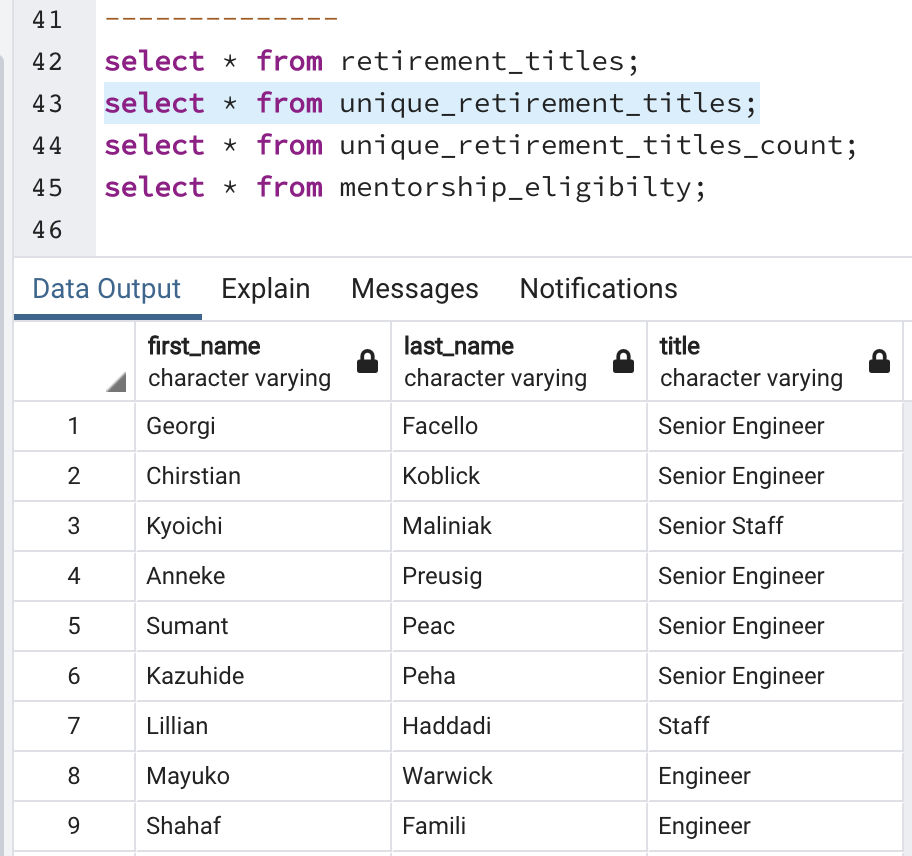 41 --------------
42 select * from retirement_titles;
43 select * from unique_retirement_titles;
44 select * from unique_retirement_titles_count;
45 select * from mentorship_eligibilty;
46
Data Output Explain Messages Notifications
first_name last_name title
character varying character varying character varying
1 Georgi Facello Senior Engineer
2 Chirstian Koblick Senior Engineer
3 Kyoichi Maliniak Senior Staff
4 Anneke Preusig Senior Engineer
5 Sumant Peac Senior Engineer
6 Kazuhide Peha Senior Engineer
7 Lillian Haddadi Staff
8 Mayuko Warwick Engineer
9 Shahaf Famili Engineer